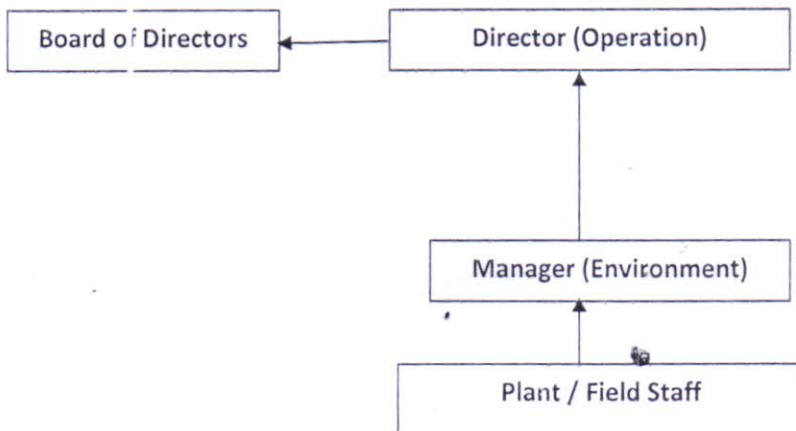 Board of Directors
Director (Operation)
Manager (Environment)
Plant / Field Staff